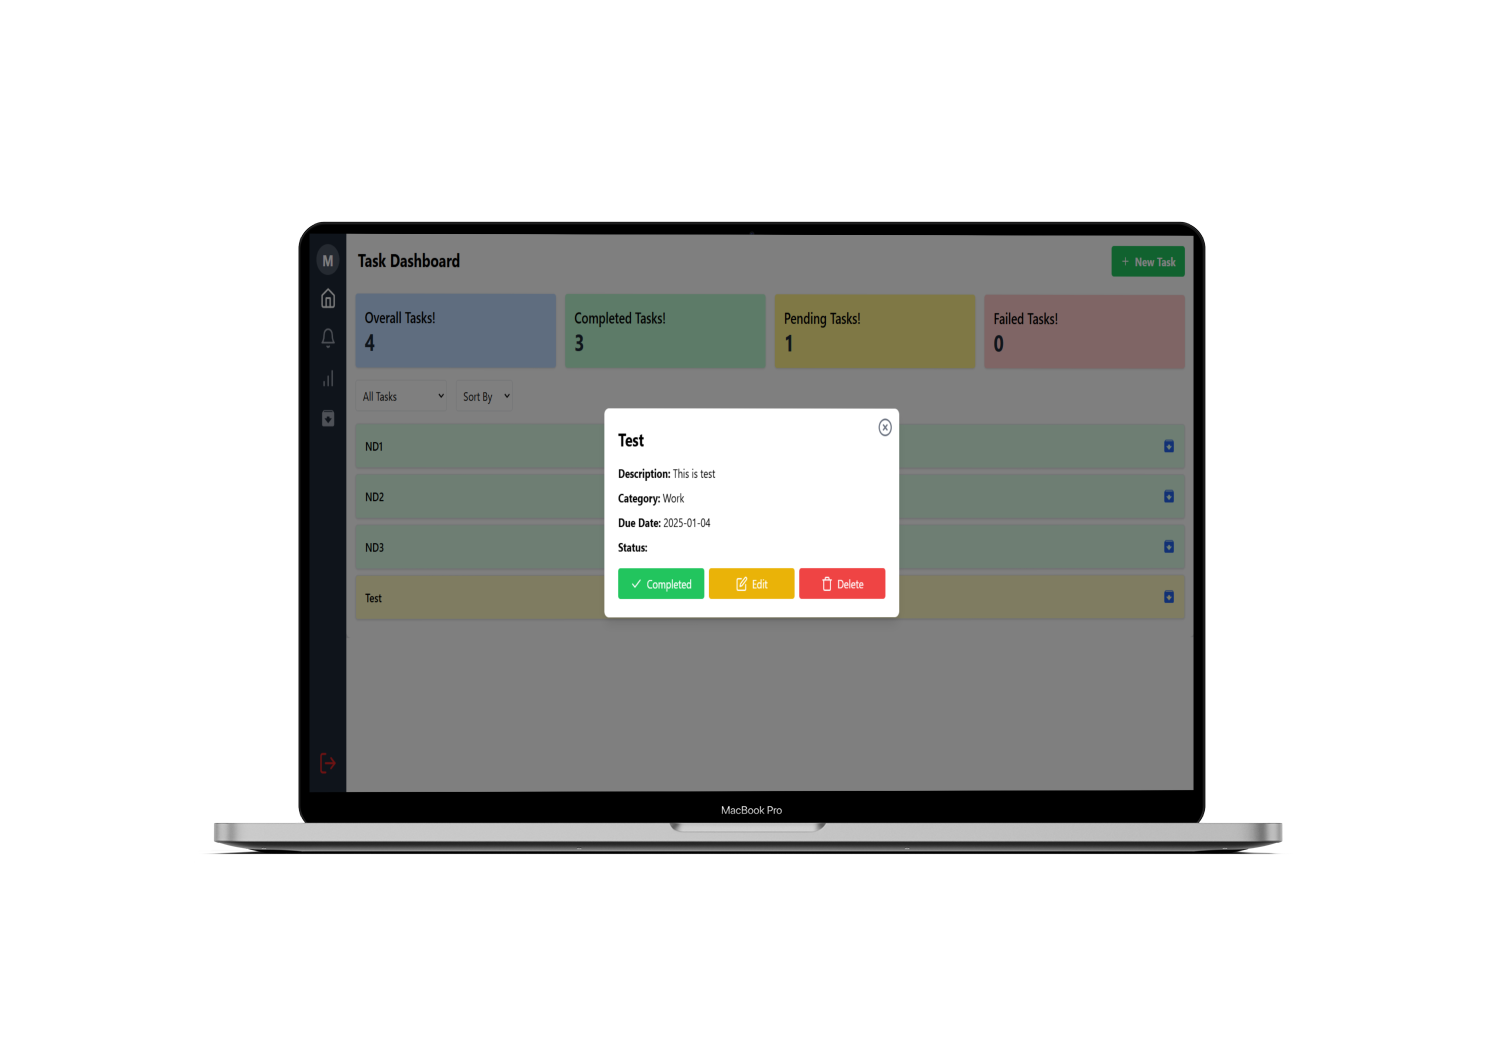 M
Task Dashboard
+ New Task
Overall Tasks!
4
Completed Tasks!
3
Pending Tasks!
1
Failed Tasks!
0
All Tasks
Sort By
ND1
ND2
ND3
Test
Test
Description: This is test
Category: Work
Due Date: 2025-01-04
Status:
Completed
Edit
Delete
MacBook Pro